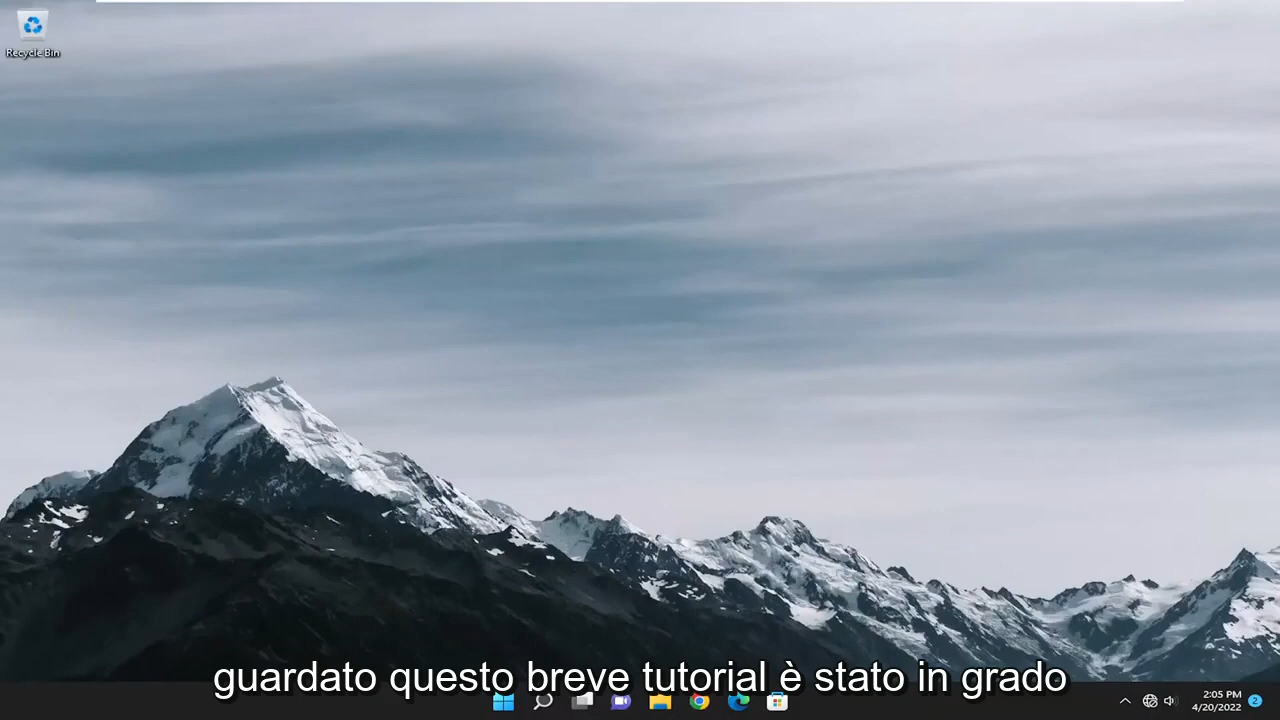 Recycle Bin
guardato questo breve tutorial è stato in grado
2:05 PM
4/20/2022
2